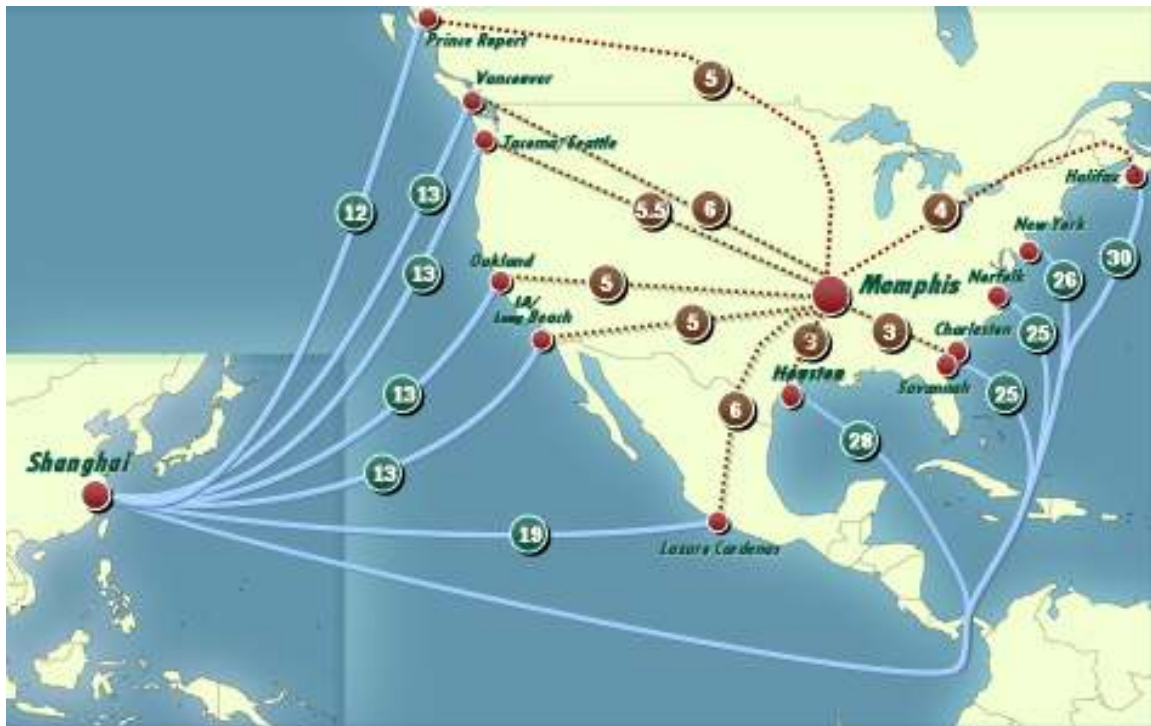 Prince Rupert
5
Vancouver
Tacoma/Seattle
Halifax
12
13
5.5
6
4
New York
13
Oakland
30
5
Memphis
Norfolk
26
LA/
Long Beach
5
3
3
Charleston
25
Houston
Savannah
13
6
25
28
Shanghai
13
19
Lazaro Cardenas